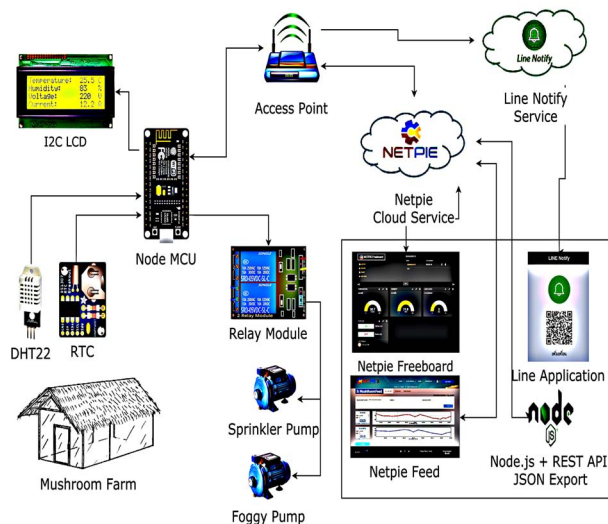 Line Notify
Line Notify
Service
Access Point
Temperature: 25.5 C
Humidity: 83 %
Voltage: 220 V
Current: 12.2
I2C LCD
NETPIE
Netpie
Cloud Service
Node MCU
LINE Notify
Relay Module
Relay Module
DHT22
RTC
Netpie Freeboard
Line Application
node
JS
Netpie Feed
Node.js + REST API
JSON Export
Sprinkler Pump
Mushroom Farm
Foggy Pump